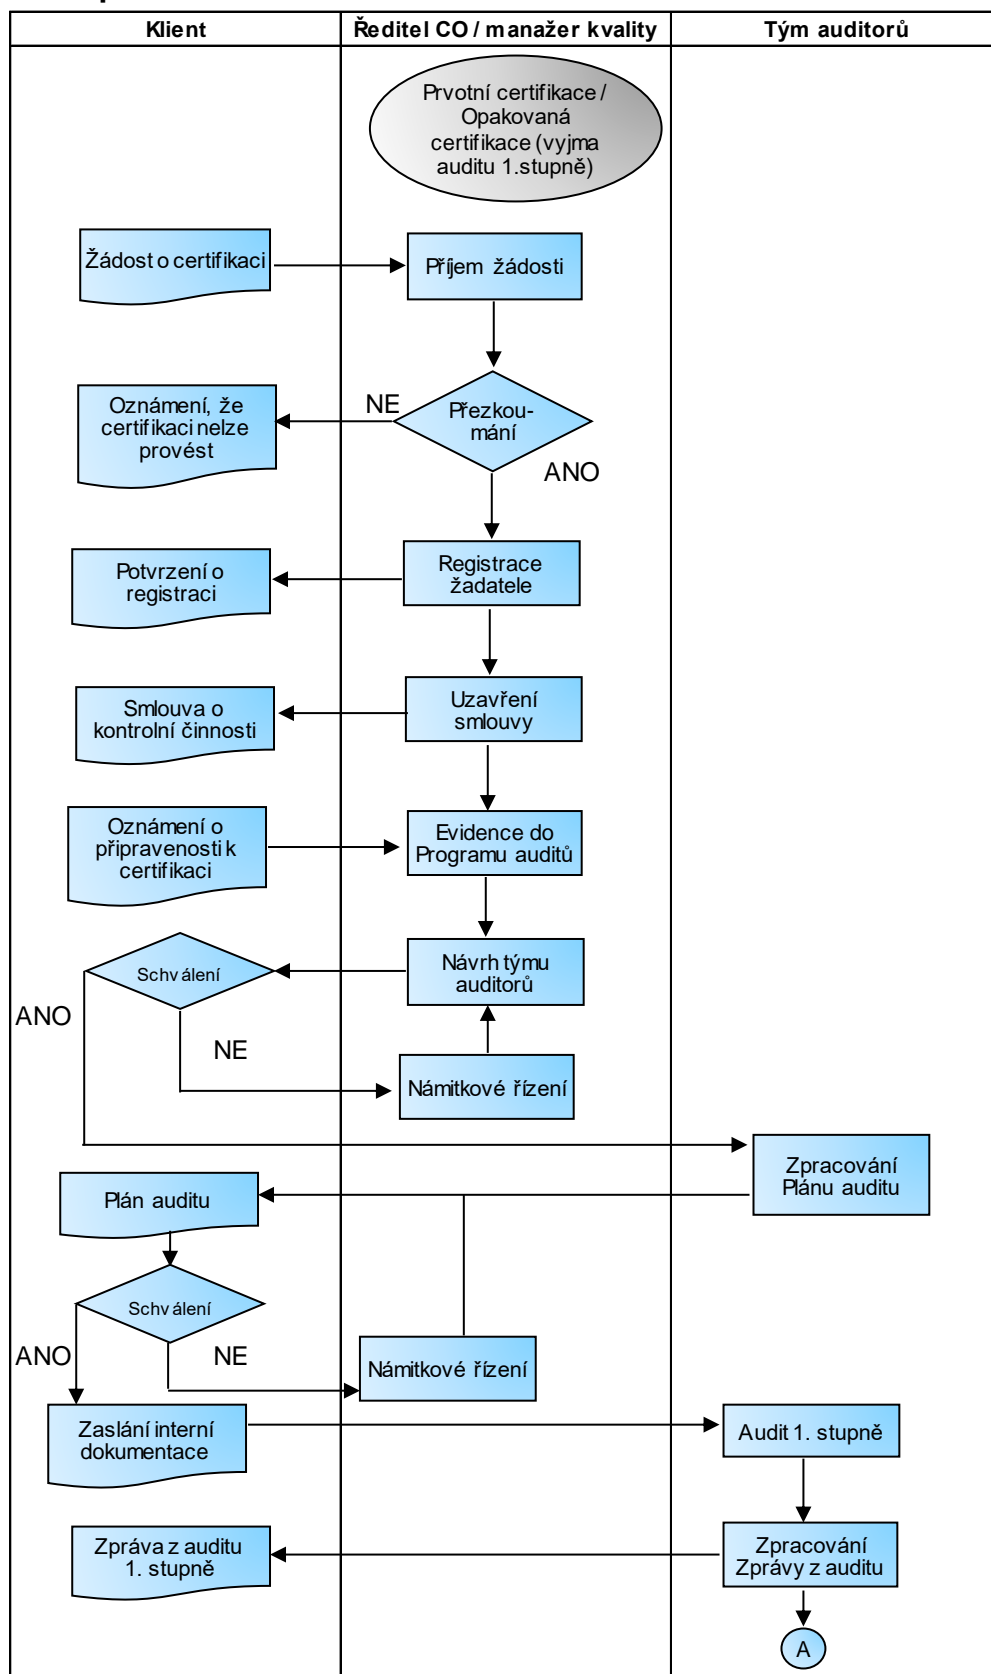 Klient
Ředitel CO / manažer kvality
Tým auditorů
Prvotní certifikace /
Opakovaná
certifikace (vyjma
auditu 1.stupně)
Žádost o certifikaci
Příjem žádosti
Oznámení, že
certifikaci nelze
provést
NE
Přezkou-
mání
ANO
Potvrzení o
registraci
Registrace
žadatele
Smlouva o
kontrolní činnosti
Uzavření
smlouvy
Oznámení o
připravenosti k
certifikaci
Evidence do
Programu auditů
Schválení
Návrh týmu
auditorů
ANO
NE
Námitkové řízení
Zpracování
Plánu auditu
Plán auditu
Schválení
ANO
NE
Námitkové řízení
Zaslání interní
dokumentace
Audit 1. stupně
Zpráva z auditu
1. stupně
Zpracování
Zprávy z auditu
A